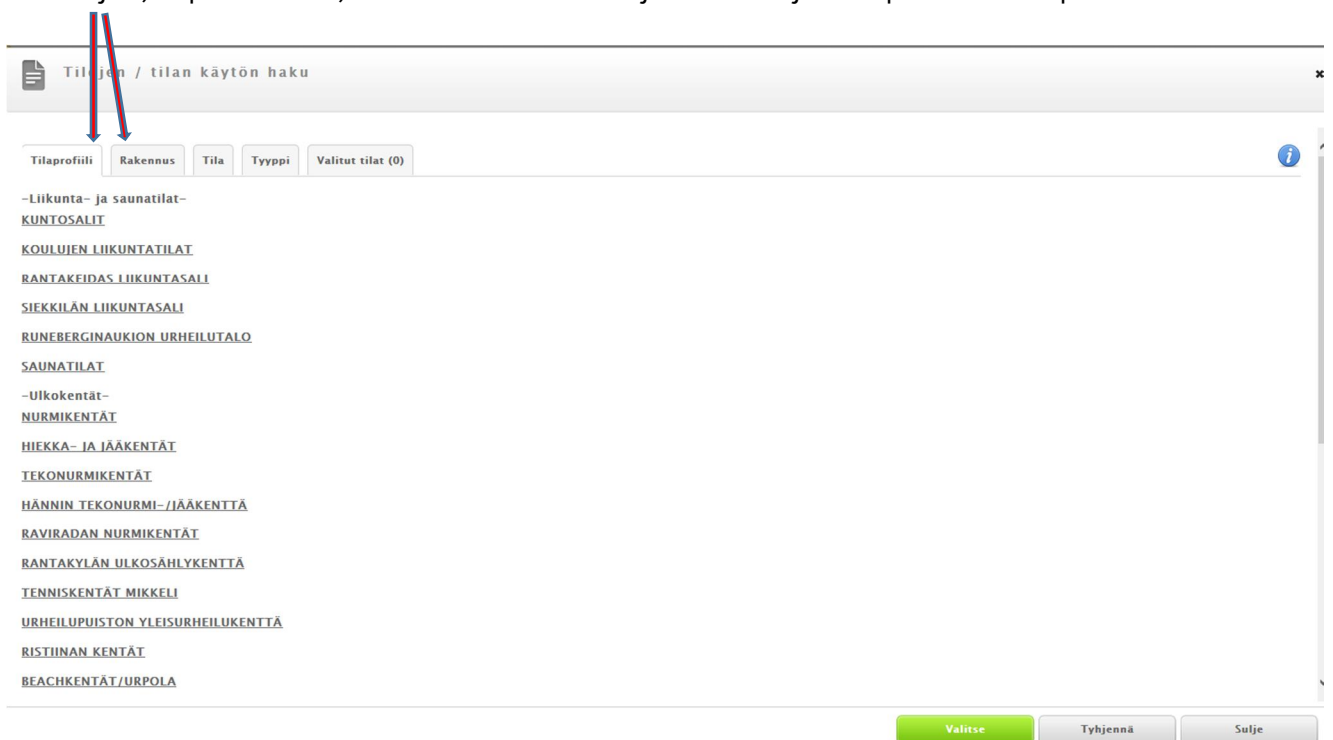 Tilojen / tilan käytön haku
Tilaprofiili Rakennus Tila Tyyppi Valitut tilat (0)
-Liikunta- ja saunatilat-
KUNTOSALIT
KOULUJEN LIIKUNTATILAT
RANTAKEIDAS LIIKUNTASALI
SIEKKILÄN LIIKUNTASALI
RUNEBERGINAUKION URHEILUTALO
SAUNATILAT
-Ulkokentät-
NURMIKENTÄT
HIEKKA- JA JÄÄKENTÄT
TEKONURMIKENTÄT
HÄNNIN TEKONURMI-/JÄÄKENTTÄ
RAVIRADAN NURMIKENTÄT
RANTAKYLÄN ULKOSÄHLYKENTTÄ
TENNISKENTÄT MIKKELI
URHEILUPUISTON YLEISURHEILUKENTTÄ
RISTIINAN KENTÄT
BEACHKENTÄT/URPOLA
Valitse Tyhjennä Sulje